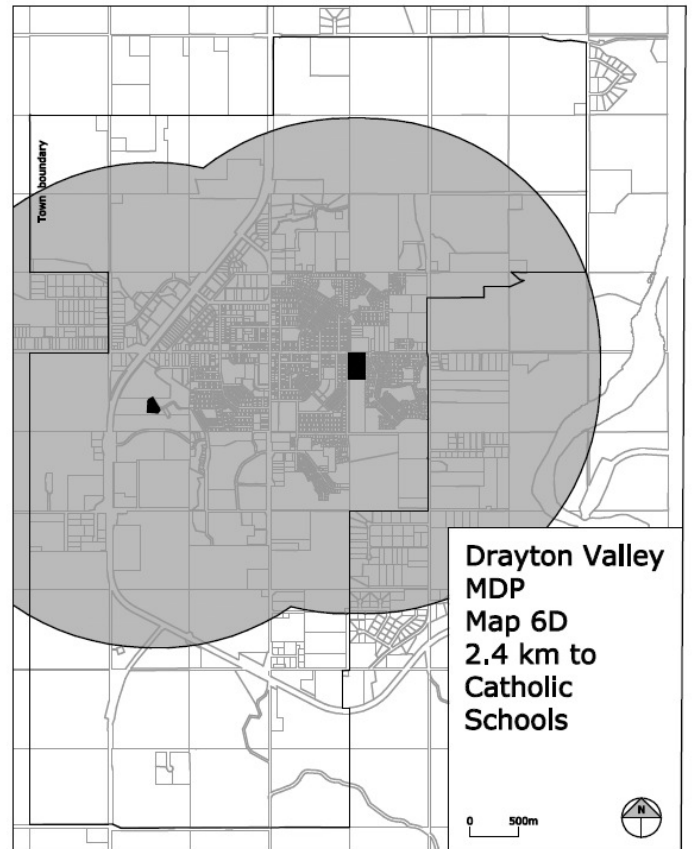 Town boundary
Drayton Valley
MDP
Map 6D
2.4 km to
Catholic
Schools
0 500m
N